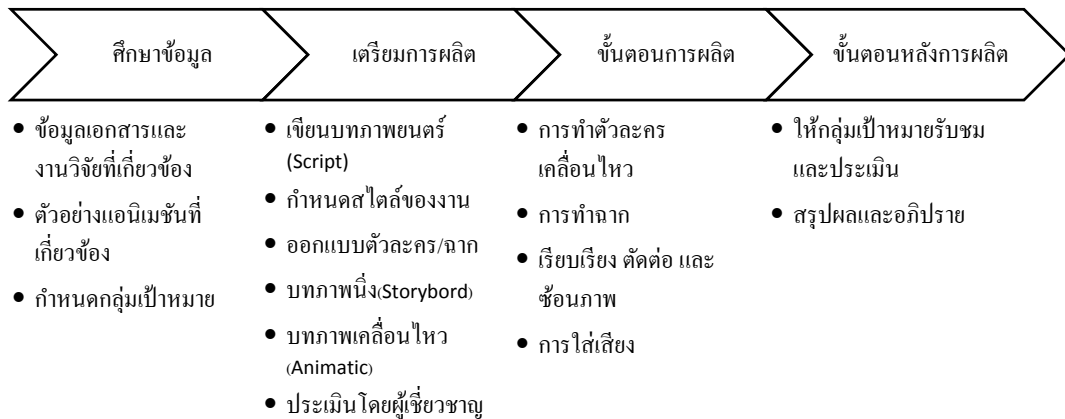 ศึกษาข้อมูล
เตรียมการผลิต
ขั้นตอนการผลิต
ขั้นตอนหลังการผลิต
• ข้อมูลเอกสารและ
งานวิจัยที่เกี่ยวข้อง
• ตัวอย่างแอนิเมชันที่
เกี่ยวข้อง
• กำหนดกลุ่มเป้าหมาย
• เขียนบทภาพยนตร์
(Script)
• กำหนดสไตล์ของงาน
• ออกแบบตัวละคร/ฉาก
• บทภาพนิ่ง(Storybord)
• บทภาพเคลื่อนไหว
(Animatic)
• ประเมินโดยผู้เชี่ยวชาญ
• การทำตัวละคร
เคลื่อนไหว
• การทำฉาก
• เรียบเรียง ตัดต่อ และ
ซ้อนภาพ
• การใส่เสียง
• ให้กลุ่มเป้าหมายรับชม
และประเมิน
• สรุปผลและอภิปราย